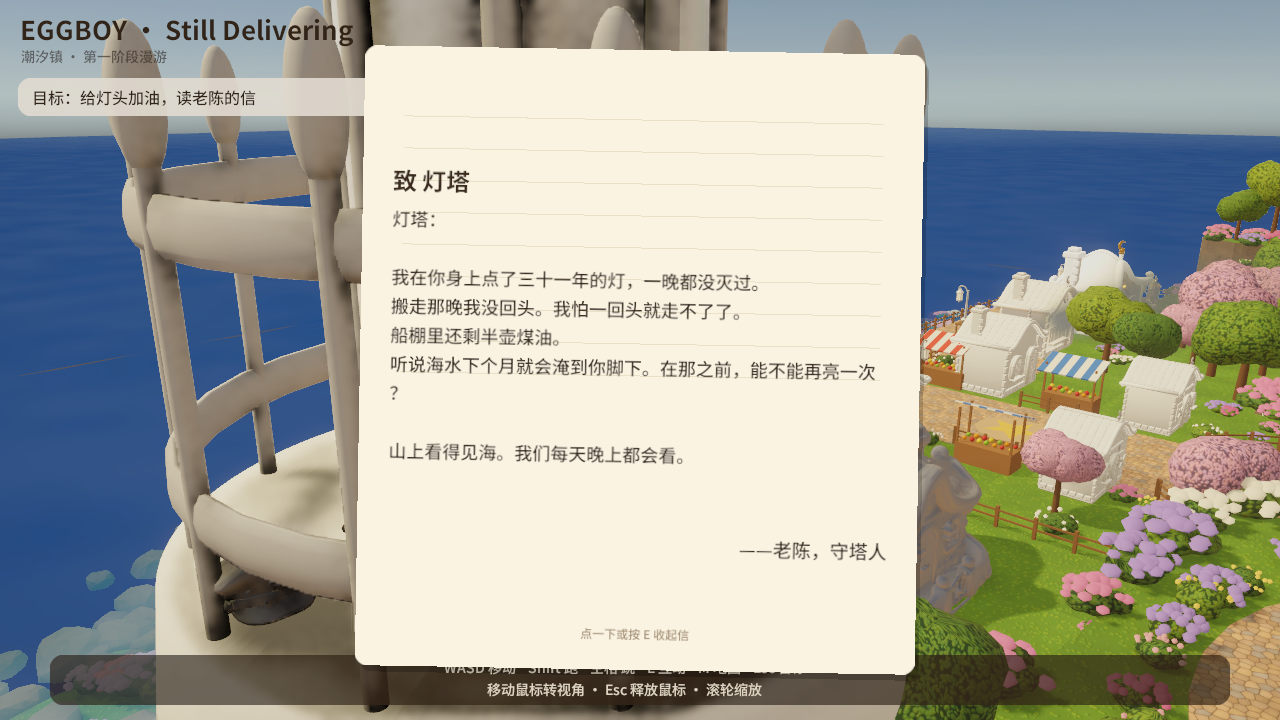 EGGBOY · Still Delivering
潮汐镇 · 第一阶段漫游
目标：给灯头加油，读老陈的信
致 灯塔
灯塔：
我在你身上点了三十一年的灯，一晚都没灭过。
搬走那晚我没回头。我怕一回头就走不了了。
船棚里还剩半壶煤油。
听说海水下个月就会淹到你脚下。在那之前，能不能再亮一次
？
山上看得见海。我们每天晚上都会看。
——老陈，守塔人
点一下或按 E 收起信
移动鼠标转视角 · Esc 释放鼠标 · 滚轮缩放